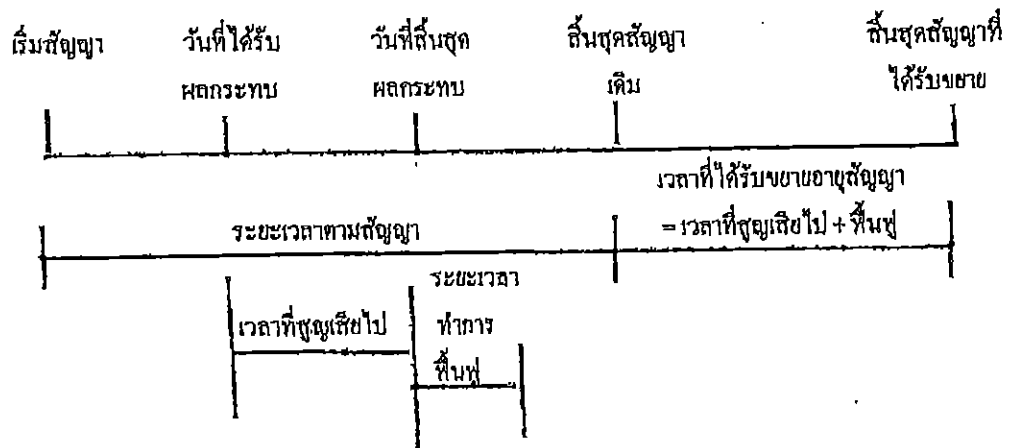 เริ่มสัญญา
วันที่ได้รับ
ผลกระทบ
วันที่สิ้นสุด
ผลกระทบ
สิ้นสุดสัญญา
เดิม
สิ้นสุดสัญญาที่
ได้รับขยาย
เวลาที่ได้รับขยายอายุสัญญา
= เวลาที่สูญเสียไป + ฟื้นฟู
ระยะเวลาตามสัญญา
เวลาที่สูญเสียไป
ระยะเวลา
ทำการ
ฟื้นฟู